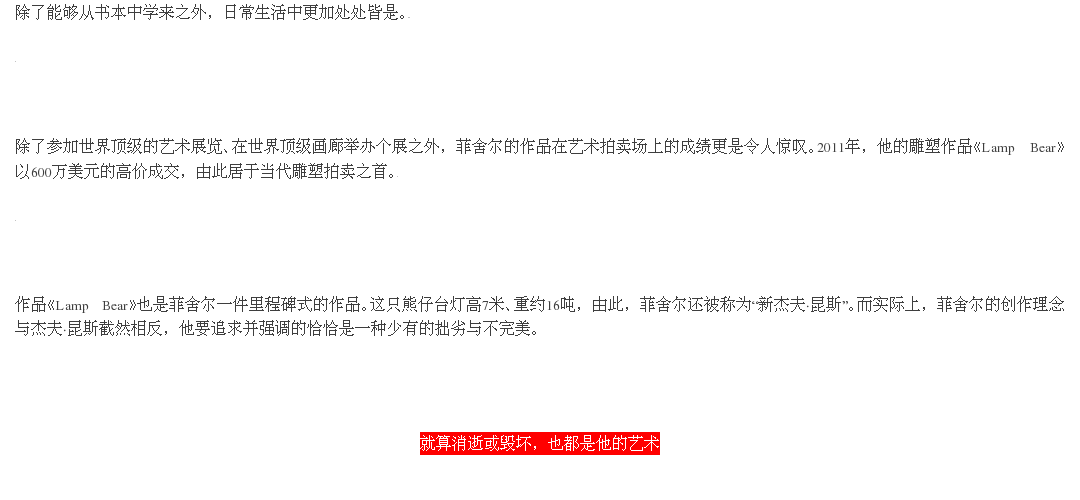 除了能够从书本中学来之外，日常生活中更加处处皆是。
除了参加世界顶级的艺术展览、在世界顶级画廊举办个展之外，菲舍尔的作品在艺术拍卖场上的成绩更是令人惊叹。2011年，他的雕塑作品《Lamp Bear》
以600万美元的高价成交，由此居于当代雕塑拍卖之首。
作品《Lamp Bear》也是菲舍尔一件里程碑式的作品。这只熊仔台灯高7米、重约16吨，由此，菲舍尔还被称为“新杰夫·昆斯”。而实际上，菲舍尔的创作理念
与杰夫·昆斯截然相反，他要追求并强调的恰恰是一种少有的拙劣与不完美。
就算消逝或毁坏，也都是他的艺术